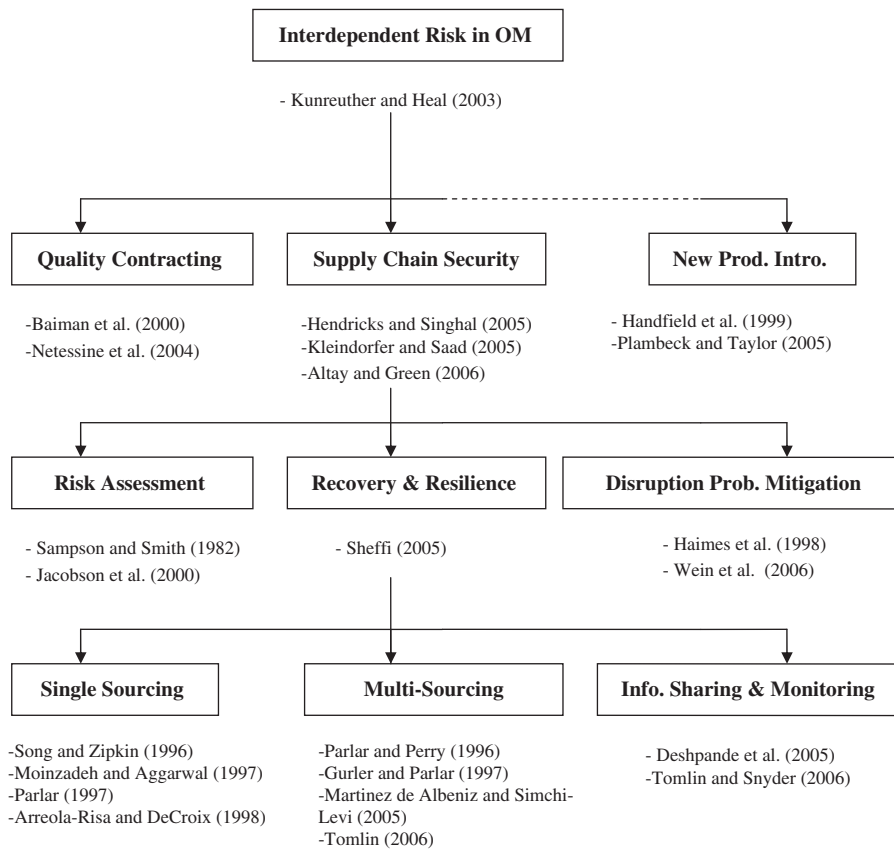 Interdependent Risk in OM
- Kunreuther and Heal (2003)
Quality Contracting
Supply Chain Security
New Prod. Intro.
-Baiman et al. (2000)
-Netessine et al. (2004)
-Hendricks and Singhal (2005)
-Kleindorfer and Saad (2005)
-Altay and Green (2006)
- Handfield et al. (1999)
-Plambeck and Taylor (2005)
Risk Assessment
Recovery & Resilience
Disruption Prob. Mitigation
- Sampson and Smith (1982)
- Jacobson et al. (2000)
- Sheffi (2005)
- Haimes et al. (1998)
- Wein et al. (2006)
Single Sourcing
Multi-Sourcing
Info. Sharing & Monitoring
-Song and Zipkin (1996)
-Moinzadeh and Aggarwal (1997)
-Parlar (1997)
-Arreola-Risa and DeCroix (1998)
-Parlar and Perry (1996)
-Gurler and Parlar (1997)
-Martinez de Albeniz and Simchi-
Levi (2005)
-Tomlin (2006)
- Deshpande et al. (2005)
-Tomlin and Snyder (2006)